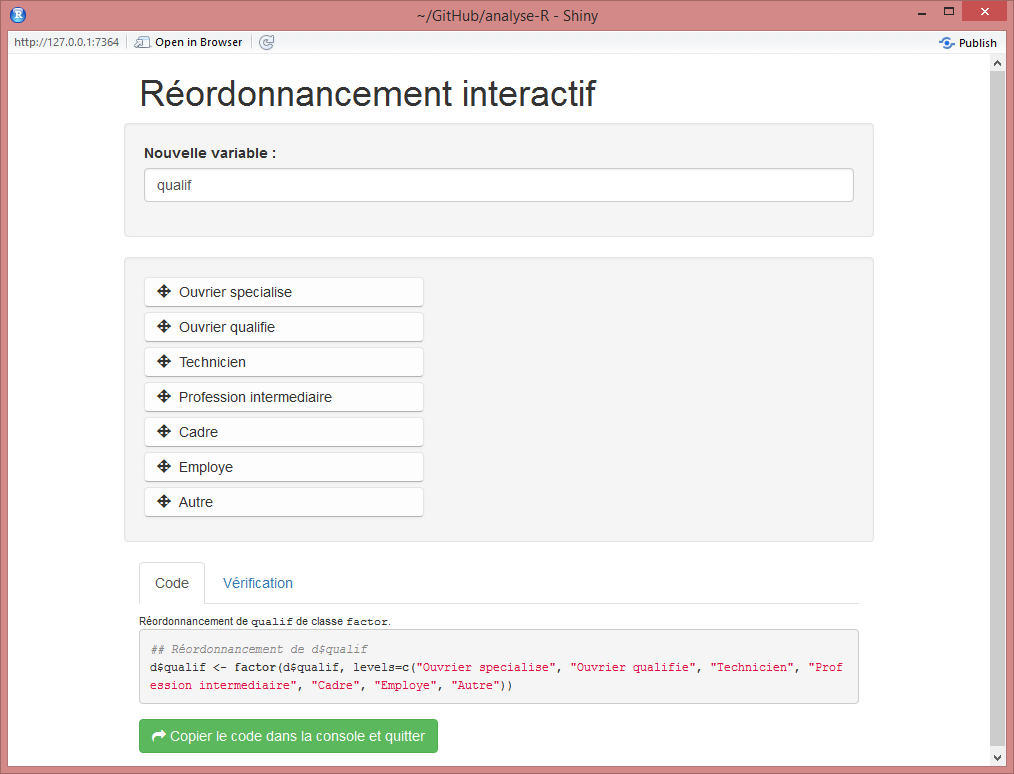 ~/GitHub/analyse-R - Shiny
http://127.0.0.1:7364 Open in Browser Publish
Réordonnancement interactif
Nouvelle variable :
qualif
Ouvrier specialise
Ouvrier qualifie
Technicien
Profession intermediaire
Cadre
Employe
Autre
Code Vérification
Réordonnancement de qualif de classe factor.
## Réordonnancement de d$qualif
d$qualif <- factor(d$qualif, levels=c("Ouvrier specialise", "Ouvrier qualifie", "Technicien", "Prof
ession intermediaire", "Cadre", "Employe", "Autre"))
Copier le code dans la console et quitter